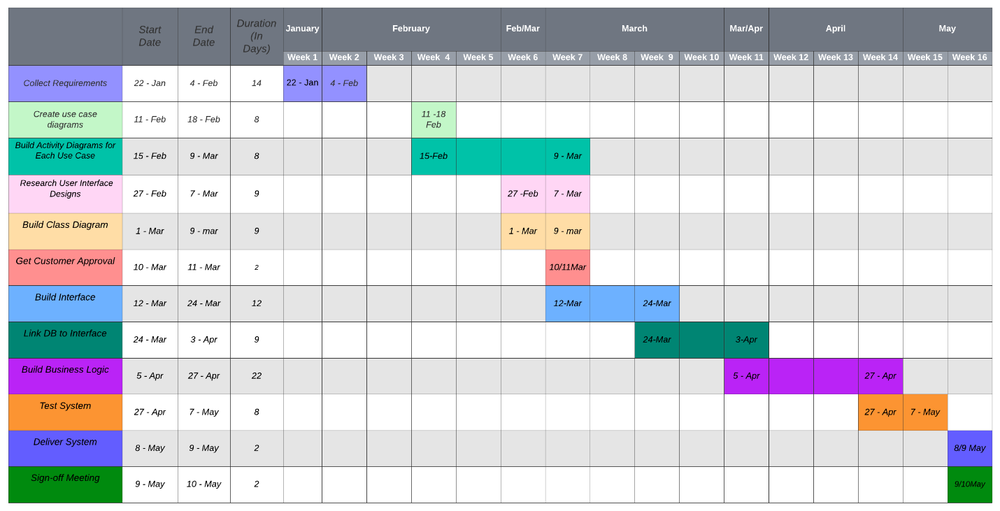 Start Date
End Date
Duration (In Days)
January
February
Feb/Mar
March
Mar/Apr
April
May
Week 1
Week 2
Week 3
Week 4
Week 5
Week 6
Week 7
Week 8
Week 9
Week 10
Week 11
Week 12
Week 13
Week 14
Week 15
Week 16
Collect Requirements
22 - Jan
4 - Feb
14
22 - Jan
4 - Feb
Create use case
diagrams
11 - Feb
18 - Feb
8
11 -18
Feb
Build Activity Diagrams for
Each Use Case
15 - Feb
9 - Mar
8
15-Feb
9 - Mar
Research User Interface
Designs
27 - Feb
7 - Mar
9
27 -Feb
7 - Mar
Build Class Diagram
1 - Mar
9 - mar
9
1 - Mar
9 - mar
Get Customer Approval
10 - Mar
11 - Mar
2
10/11Mar
Build Interface
12 - Mar
24 - Mar
12
12-Mar
24-Mar
Link DB to Interface
24 - Mar
3 - Apr
9
24-Mar
3-Apr
Build Business Logic
5 - Apr
27 - Apr
22
5 - Apr
27 - Apr
Test System
27 - Apr
7 - May
8
27 - Apr
7 - May
Deliver System
8 - May
9 - May
2
8/9 May
Sign-off Meeting
9 - May
10 - May
2
9/10May